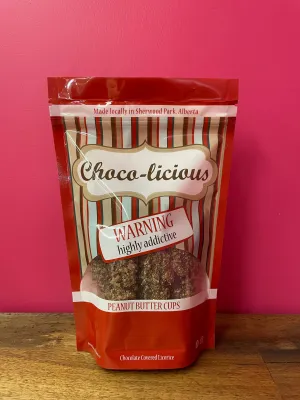 Made locally in Sherwood Park, Alberta
Choco-licious
WARNING
highly addictive
PEANUT BUTTER CUPS
Chocolate Covered Licorice